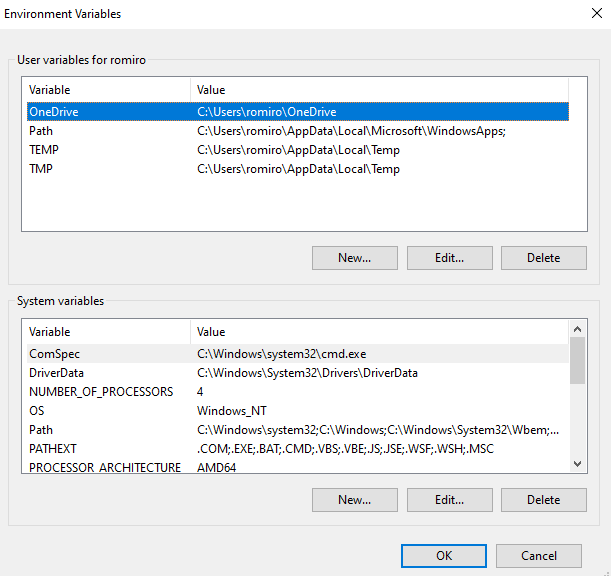 Environment Variables
User variables for romiro
Variable Value
OneDrive C:\Users\romiro\OneDrive
Path C:\Users\romiro\AppData\Local\Microsoft\WindowsApps;
TEMP C:\Users\romiro\AppData\Local\Temp
TMP C:\Users\romiro\AppData\Local\Temp
New... Edit... Delete
System variables
Variable Value
ComSpec C:\Windows\system32\cmd.exe
DriverData C:\Windows\System32\Drivers\DriverData
NUMBER_OF_PROCESSORS 4
OS Windows_NT
Path C:\Windows\system32;C:\Windows;C:\Windows\System32\Wbem;...
PATHEXT .COM;.EXE;.BAT;.CMD;.VBS;.VBE;.JS;.JSE;.WSF;.WSH;.MSC
PROCESSOR_ARCHITECTURE AMD64
New... Edit... Delete
OK Cancel